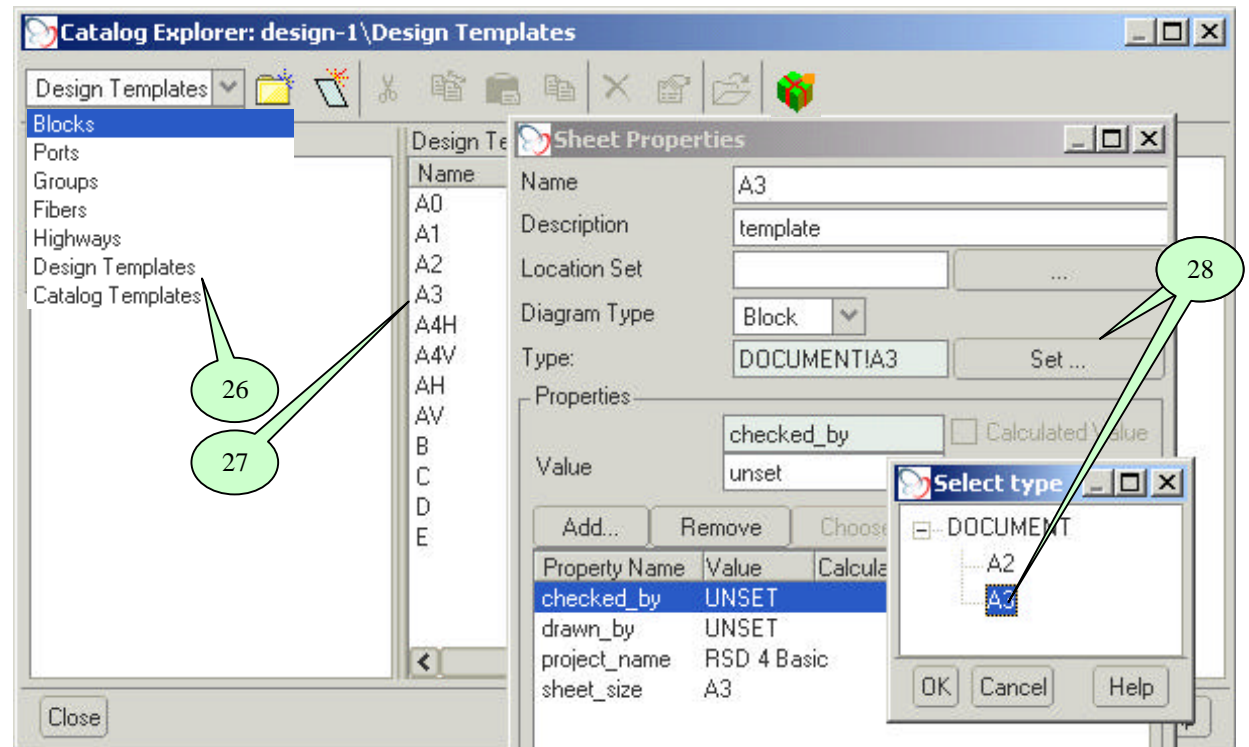 Catalog Explorer: design-1\Design Templates
Design Templates
Blocks
Ports
Groups
Fibers
Highways
Design Templates
Catalog Templates
Design Te
Name
A0
A1
A2
A3
A4H
A4V
AH
AV
B
C
D
E
Close
Sheet Properties
Name
A3
Description
template
Location Set
...
Diagram Type
Block
Type:
DOCUMENT!A3
Set ...
Properties
checked_by
Calculated Value
Value
unset
Add...
Remove
Choose
Property Name Value Calcula
checked_by UNSET
drawn_by UNSET
project_name RSD 4 Basic
sheet_size A3
Select type
DOCUMENT
A2
A3
OK
Cancel
Help
26
27
28